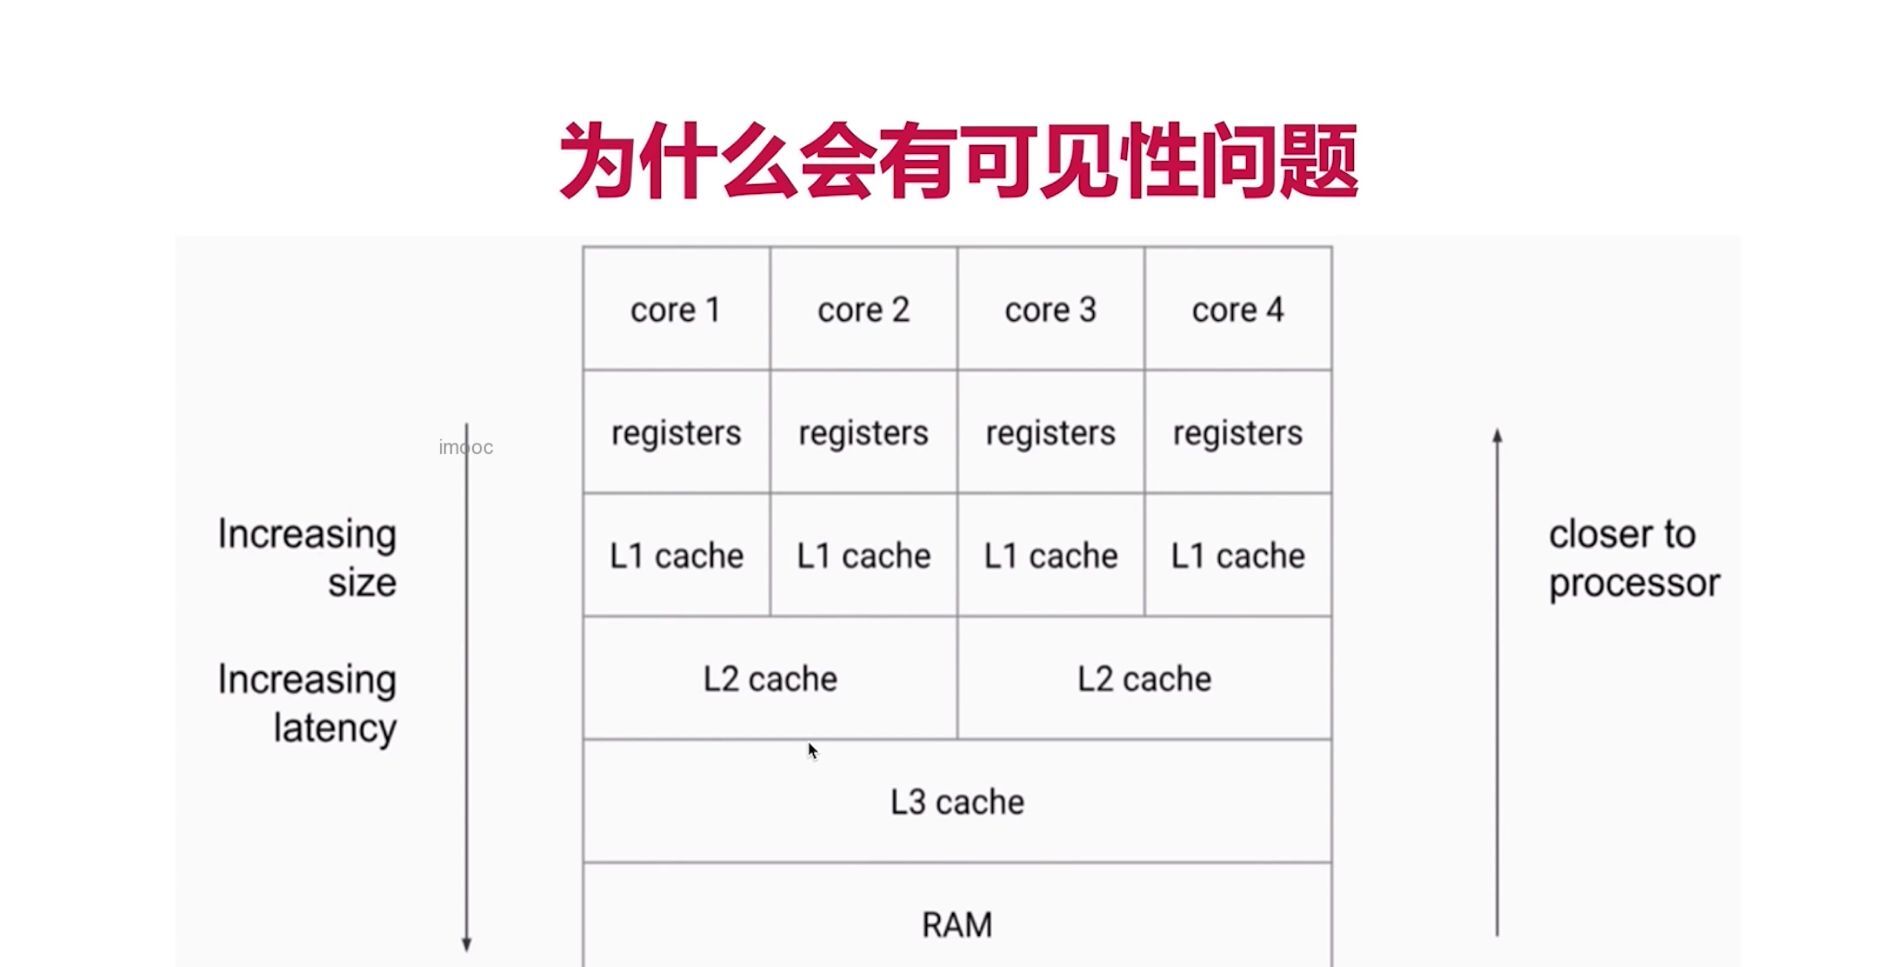 为什么会有可见性问题
core 1 core 2 core 3 core 4
registers registers registers registers
imooc
L1 cache L1 cache L1 cache L1 cache
L2 cache L2 cache
L3 cache
RAM
Increasing
size
Increasing
latency
closer to
processor